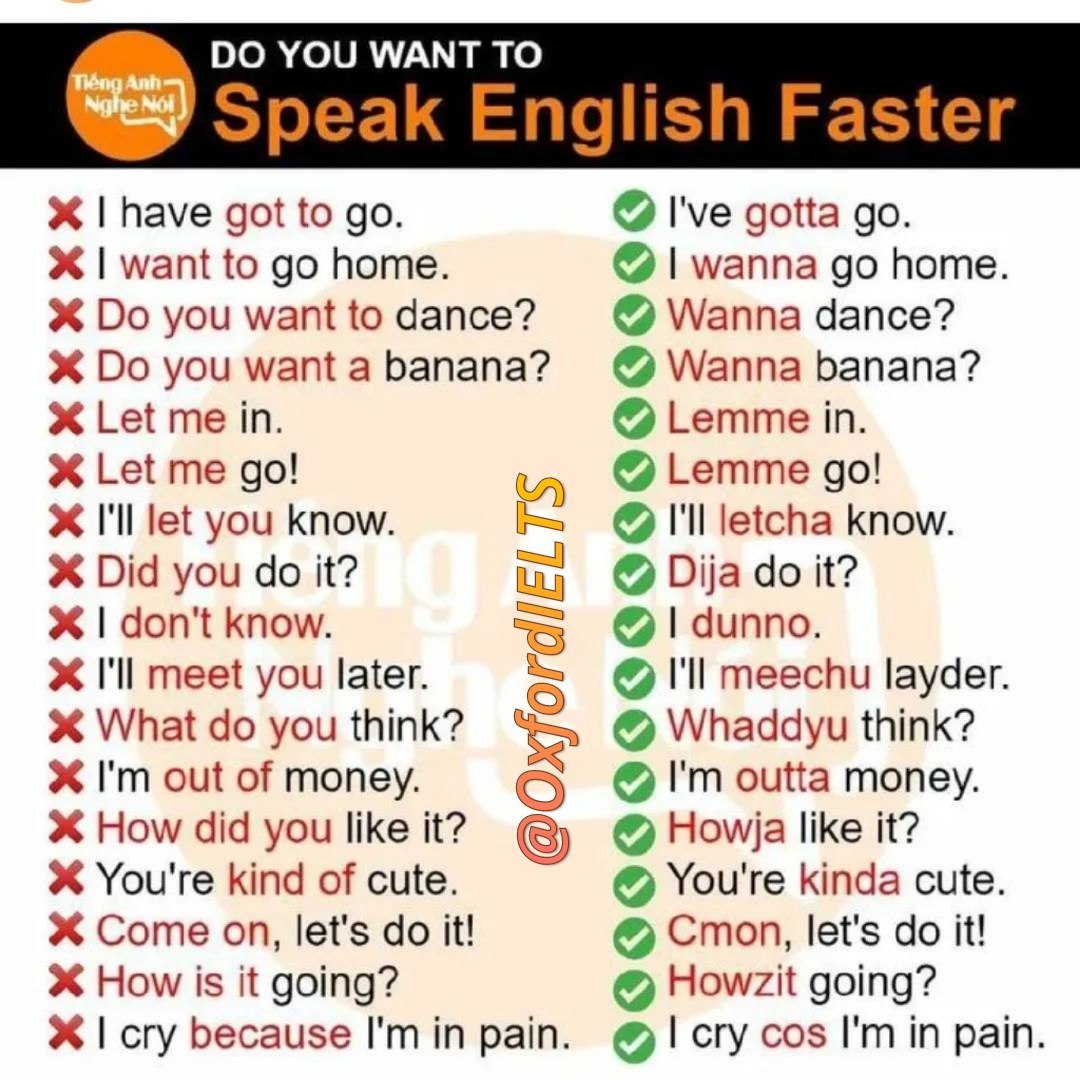 DO YOU WANT TO
Tiếng Anh
Nghe Nói
Speak English Faster
I have got to go. I've gotta go.
I want to go home. I wanna go home.
Do you want to dance? Wanna dance?
Do you want a banana? Wanna banana?
Let me in. Lemme in.
Let me go! Lemme go!
I'll let you know. I'll letcha know.
Did you do it? Dija do it?
I don't know. I dunno.
I'll meet you later. I'll meechu layder.
What do you think? Whaddyu think?
I'm out of money. I'm outta money.
How did you like it? Howja like it?
You're kind of cute. You're kinda cute.
Come on, let's do it! Cmon, let's do it!
How is it going? Howzit going?
I cry because I'm in pain. I cry cos I'm in pain.
@OxfordIELTS
Tiếng Anh
Nghe Nói